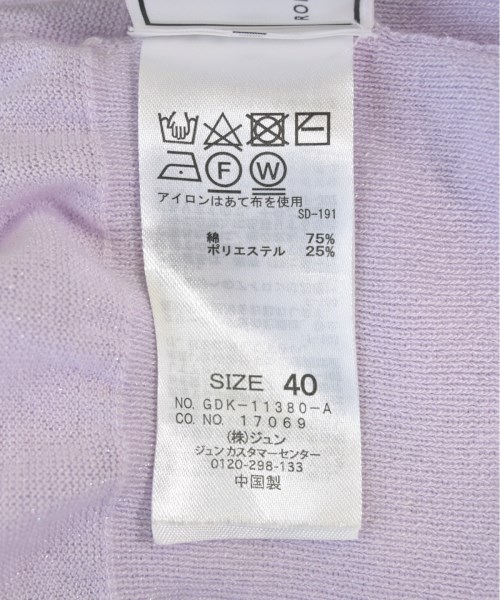 ROP
F W
アイロンはあて布を使用
SD-191
綿 75%
ポリエステル 25%
SIZE 40
NO. GDK-11380-A
CO. NO. 17069
(株)ジュン
ジュンカスタマーセンター
0120-298-133
中国製